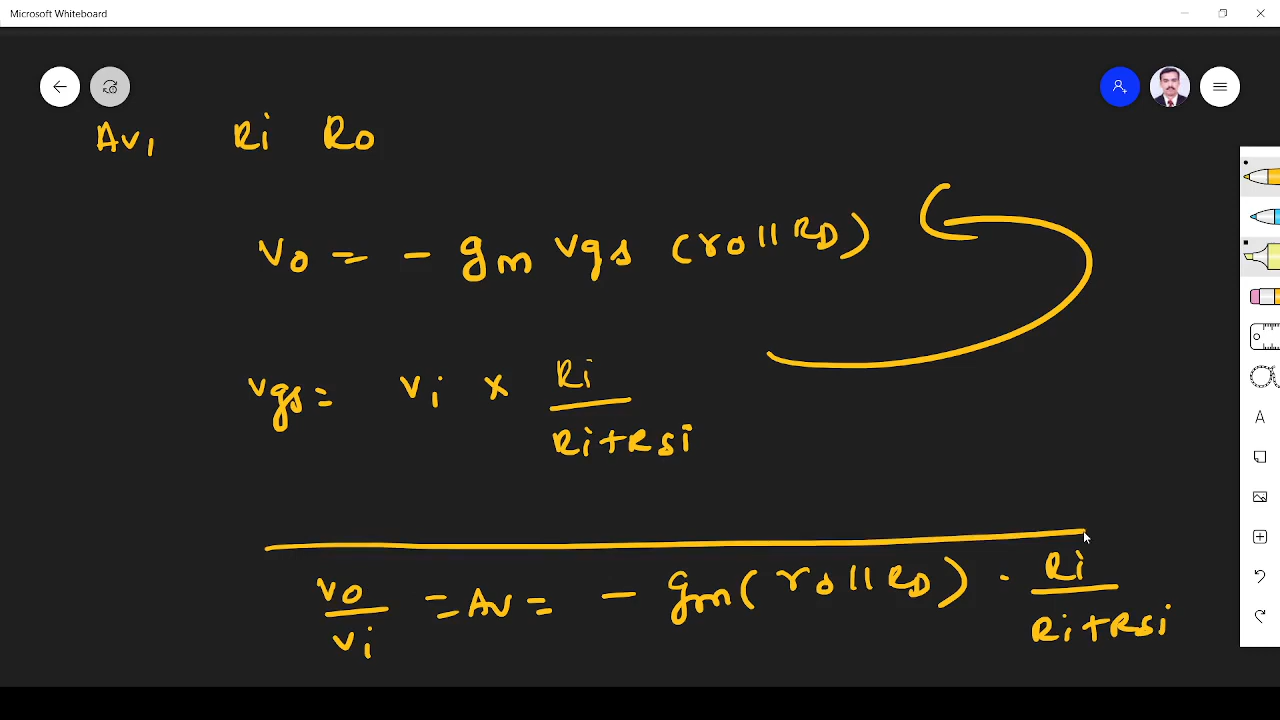 Microsoft Whiteboard
Av, Ri Ro
Vo = - gm vgs (ro||RD)
vgs = vi × Ri / Ri+Rsi
vo / vi = Av = - gm (ro||RD) · Ri / Ri+Rsi
A